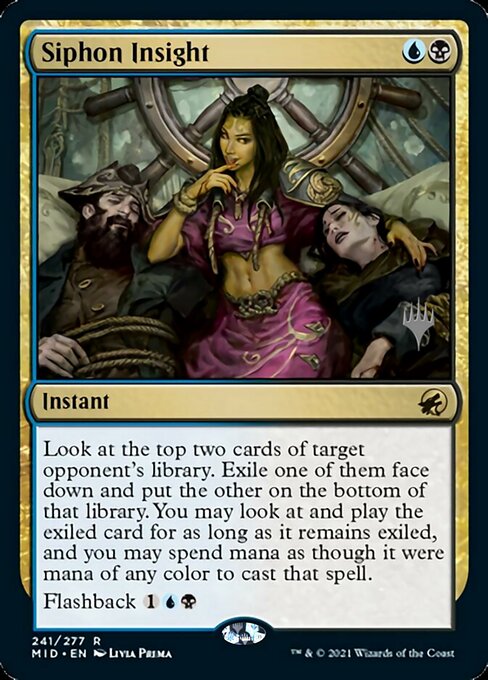 Siphon Insight
Instant
Look at the top two cards of target
opponent's library. Exile one of them face
down and put the other on the bottom of
that library. You may look at and play the
exiled card for as long as it remains exiled,
and you may spend mana as though it were
mana of any color to cast that spell.
Flashback 1
241/277 R
MID • EN Livia Prima
™ & © 2021 Wizards of the Coast